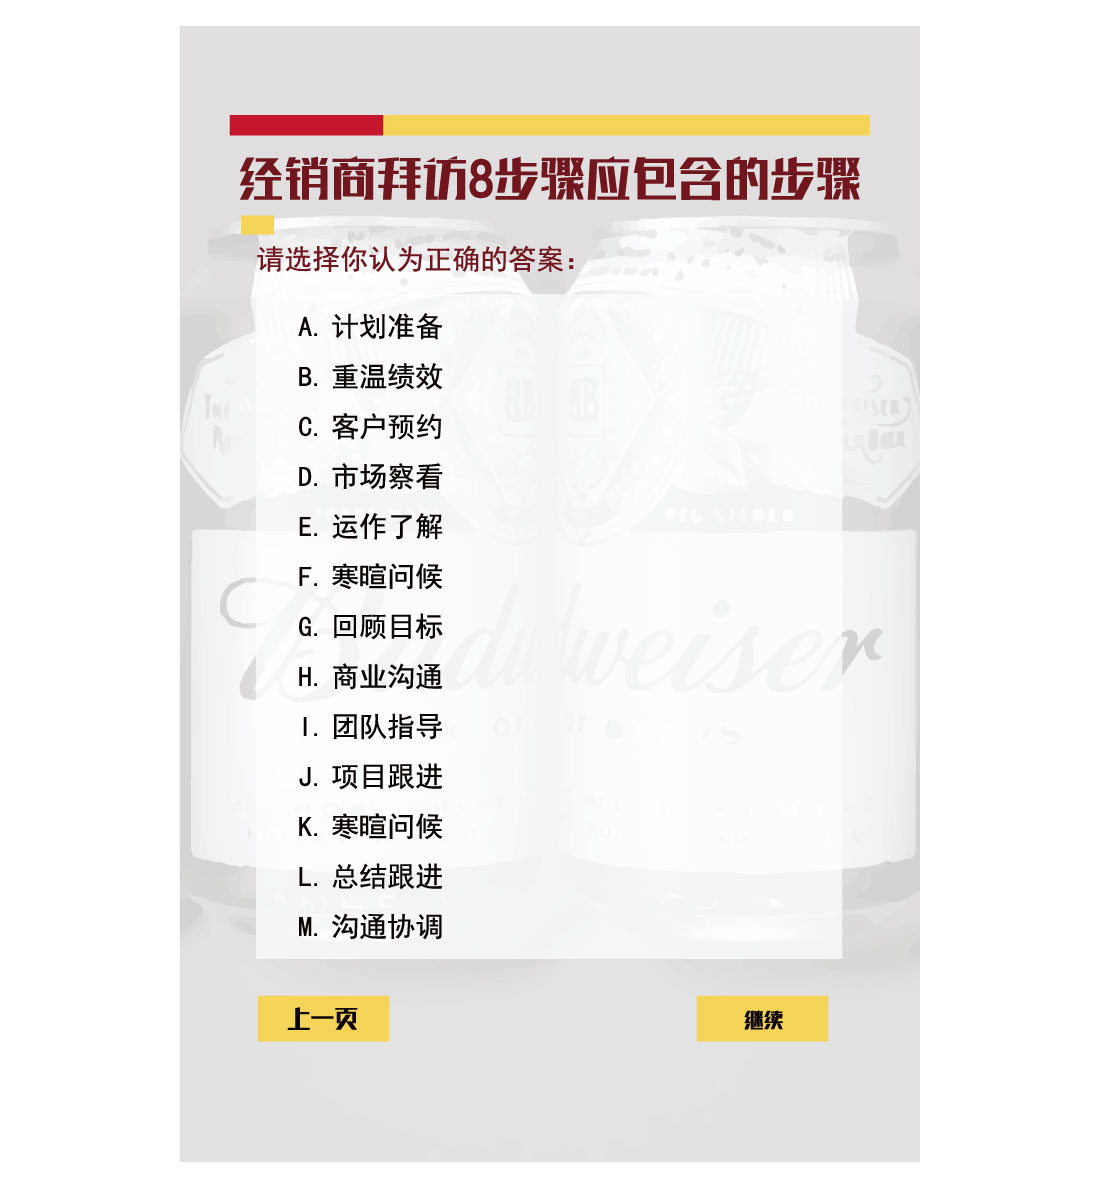 经销商拜访8步骤应包含的步骤
请选择你认为正确的答案：
A. 计划准备
B. 重温绩效
C. 客户预约
D. 市场察看
E. 运作了解
F. 寒暄问候
G. 回顾目标
H. 商业沟通
I. 团队指导
J. 项目跟进
K. 寒暄问候
L. 总结跟进
M. 沟通协调
Budweiser
上一页
继续